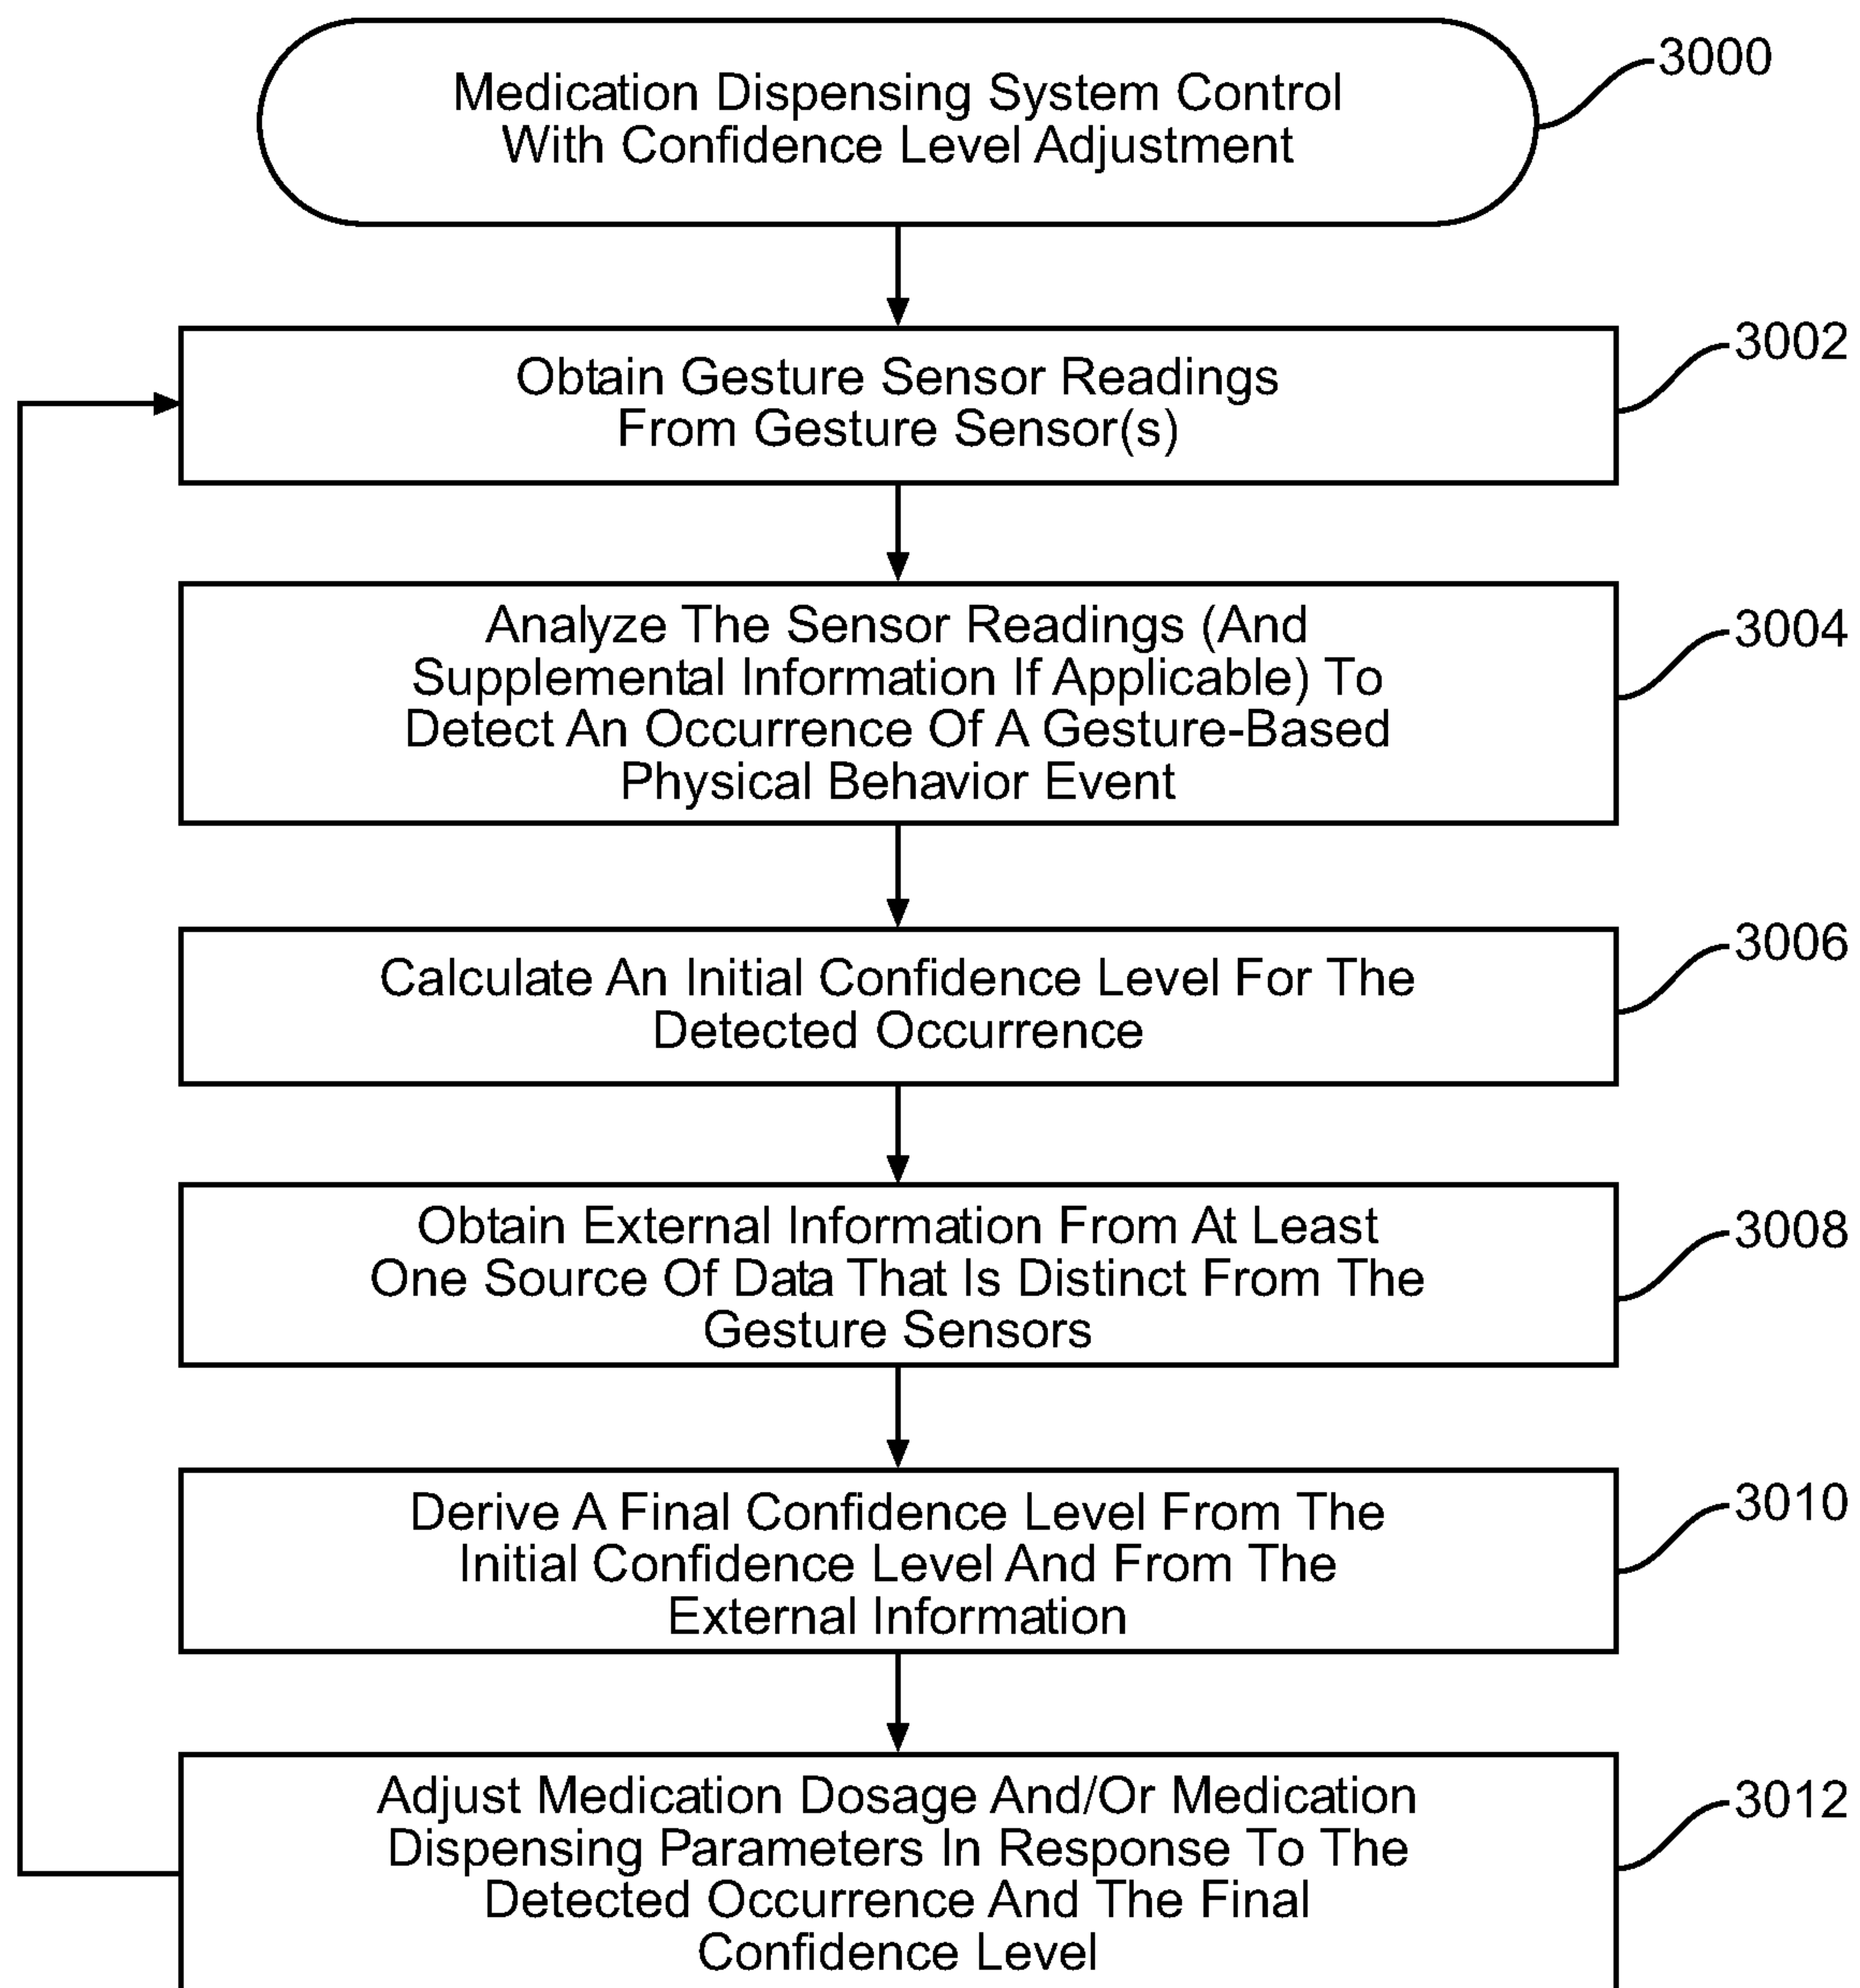 Medication Dispensing System Control
With Confidence Level Adjustment
3000
Obtain Gesture Sensor Readings
From Gesture Sensor(s)
3002
Analyze The Sensor Readings (And
Supplemental Information If Applicable) To
Detect An Occurrence Of A Gesture-Based
Physical Behavior Event
3004
Calculate An Initial Confidence Level For The
Detected Occurrence
3006
Obtain External Information From At Least
One Source Of Data That Is Distinct From The
Gesture Sensors
3008
Derive A Final Confidence Level From The
Initial Confidence Level And From The
External Information
3010
Adjust Medication Dosage And/Or Medication
Dispensing Parameters In Response To The
Detected Occurrence And The Final
Confidence Level
3012